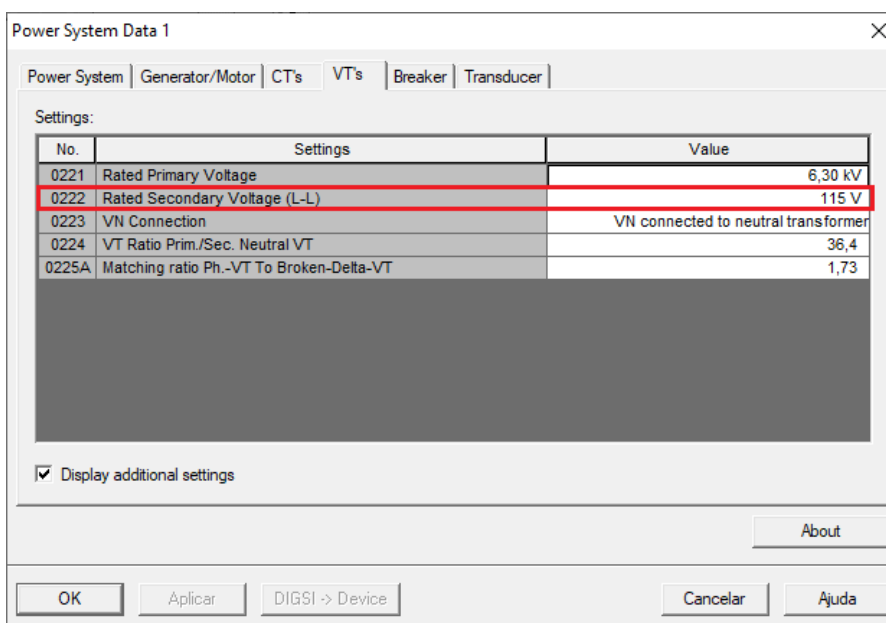 Power System Data 1
Power System Generator/Motor CT's VT's Breaker Transducer
Settings:
No. Settings Value
0221 Rated Primary Voltage 6,30 kV
0222 Rated Secondary Voltage (L-L) 115 V
0223 VN Connection VN connected to neutral transformer
0224 VT Ratio Prim./Sec. Neutral VT 36,4
0225A Matching ratio Ph.-VT To Broken-Delta-VT 1,73
Display additional settings
About
OK Aplicar DIGSI -> Device Cancelar Ajuda